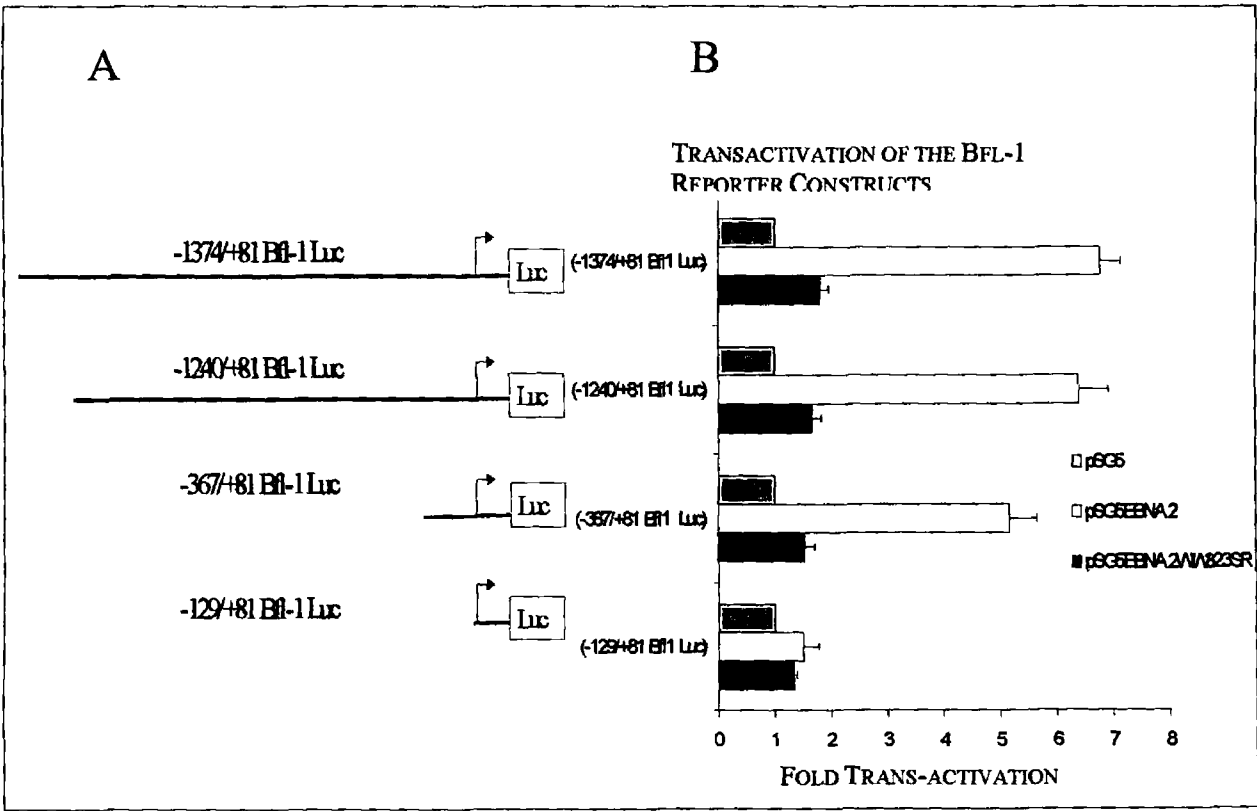 A
B
TRANSACTIVATION OF THE BFL-1
REPORTER CONSTRUCTS
-1374/+81 Bfl-1 Luc
Luc
(-1374/+81 Bfl1 Luc)
-1240/+81 Bfl-1 Luc
Luc
(-1240/+81 Bfl1 Luc)
-367/+81 Bfl-1 Luc
Luc
(-367/+81 Bfl1 Luc)
-129/+81 Bfl-1 Luc
Luc
(-129/+81 Bfl1 Luc)
pSG5
pSG5EBNA2
pSG5EBNA2WW323SR
0 1 2 3 4 5 6 7 8
FOLD TRANS-ACTIVATION